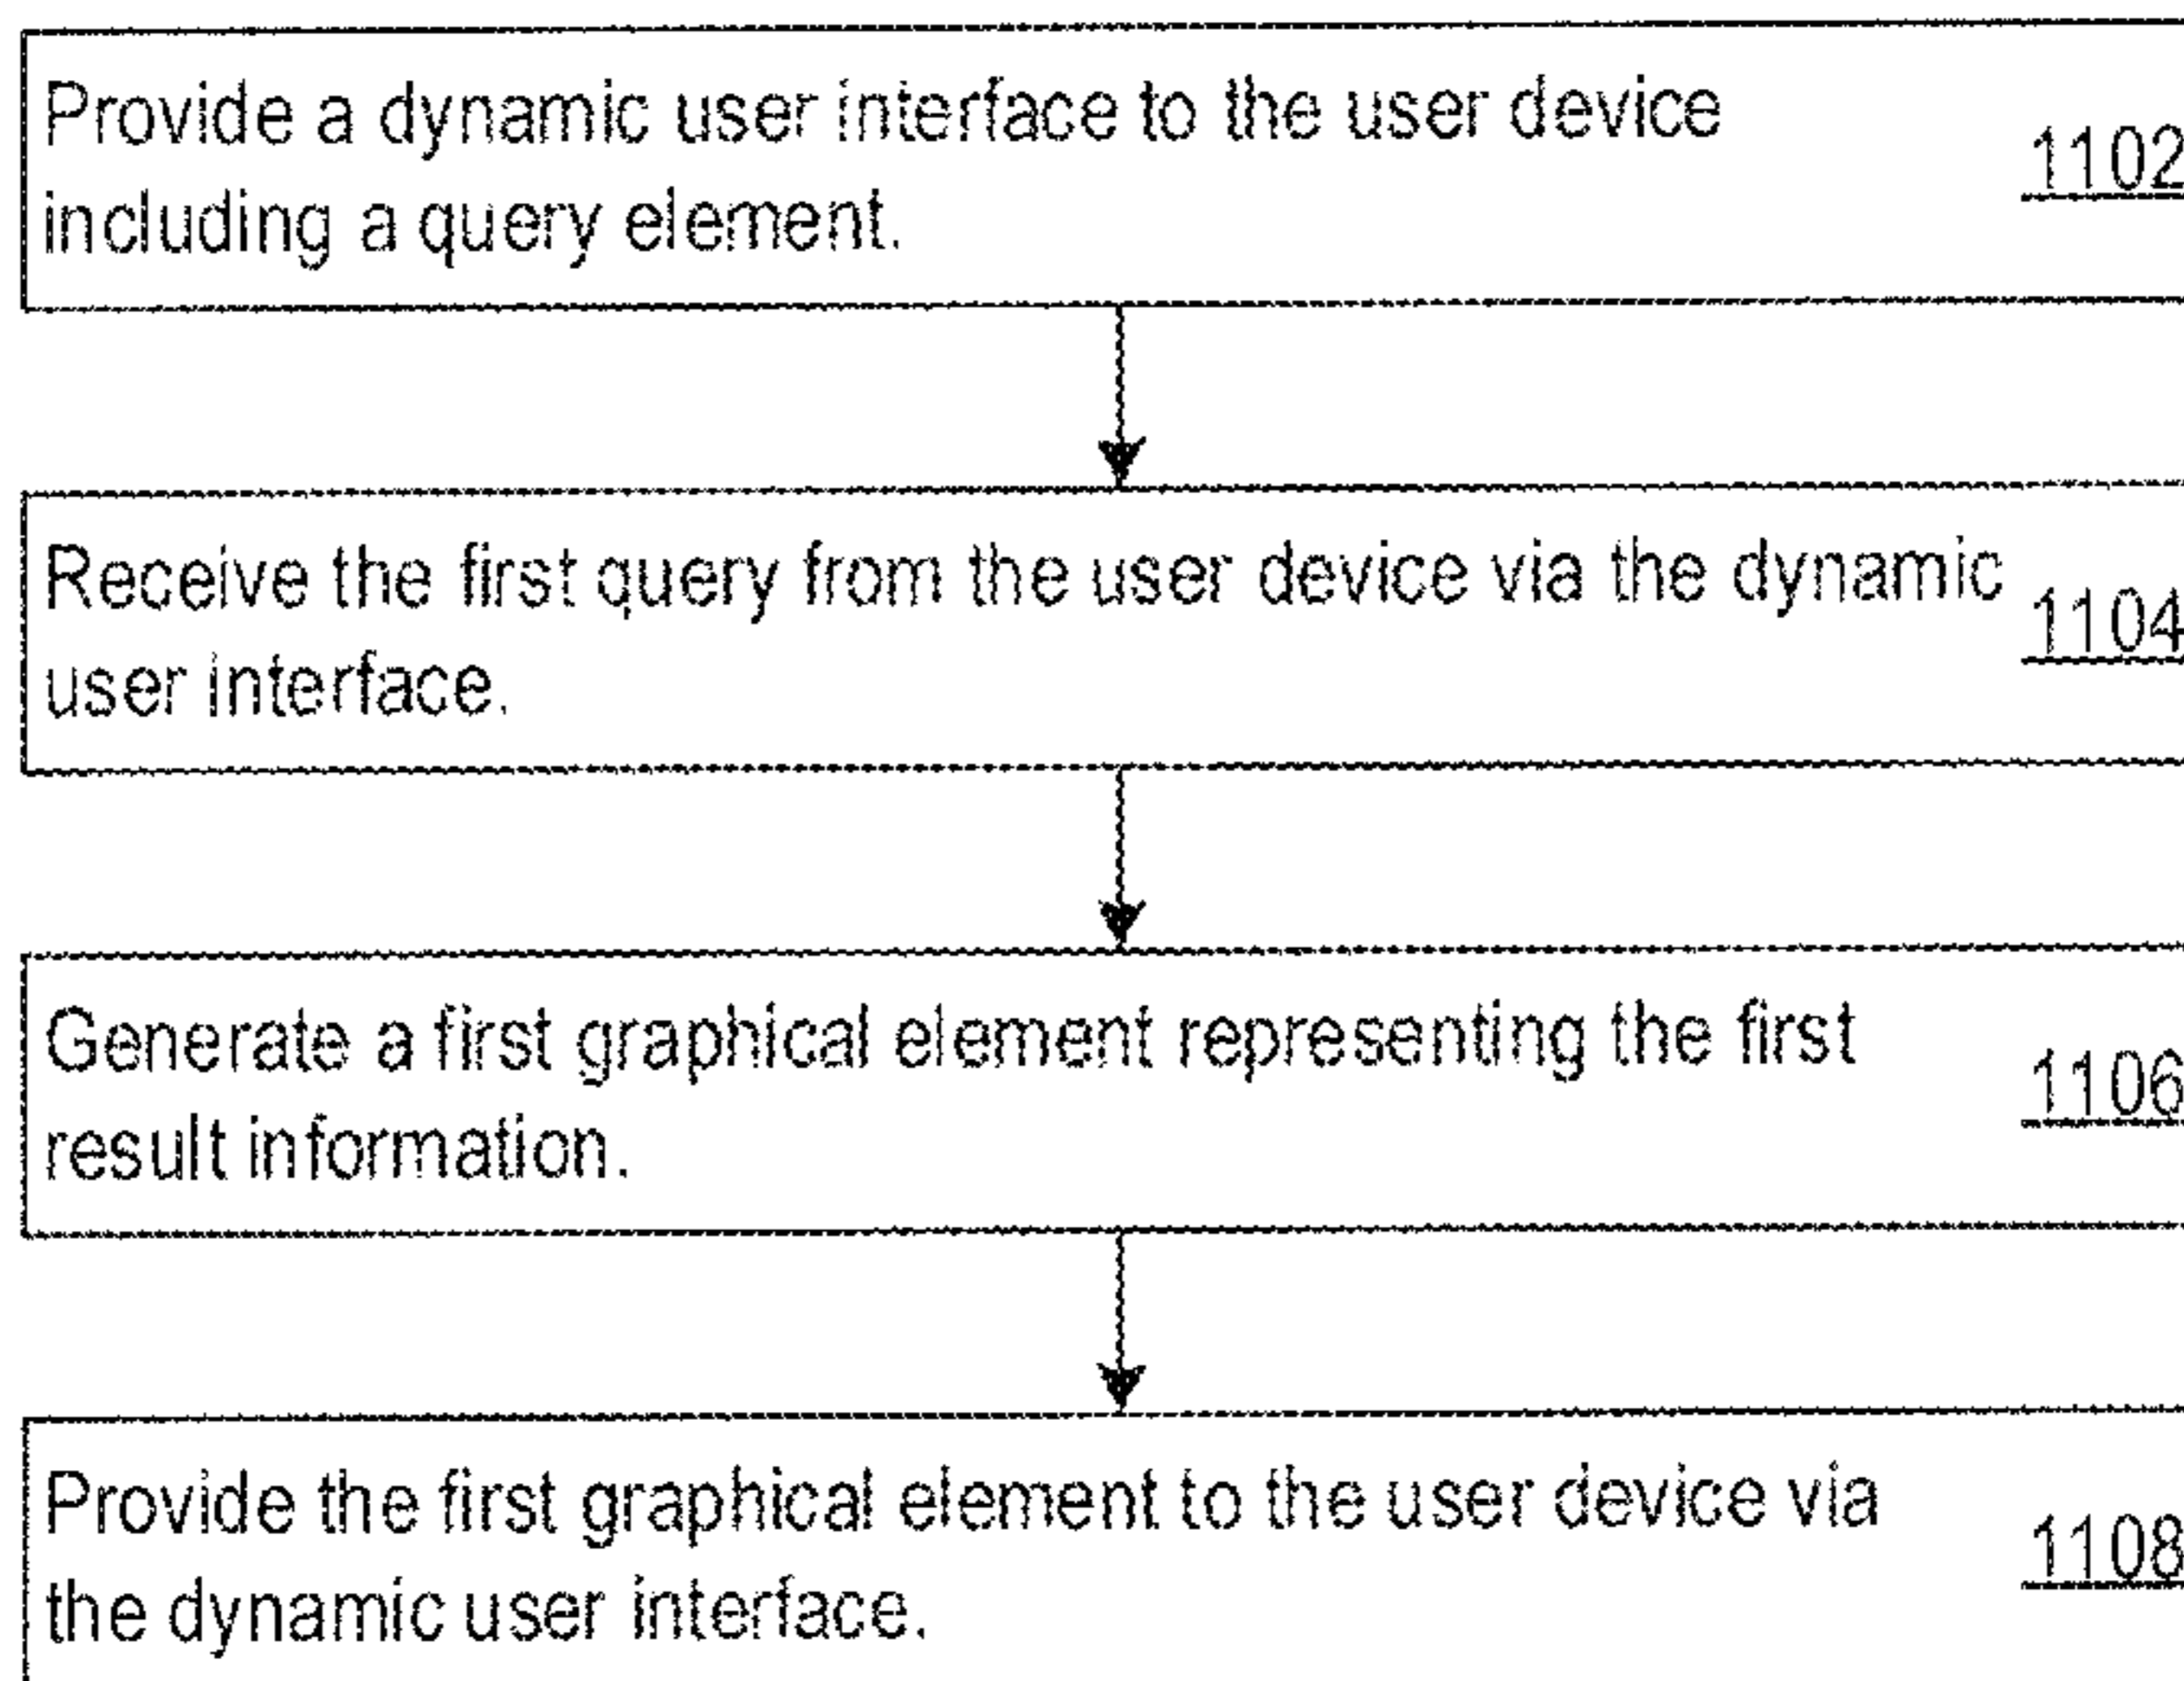 Provide a dynamic user interface to the user device
including a query element.
1102
Receive the first query from the user device via the dynamic
user interface.
1104
Generate a first graphical element representing the first
result information.
1106
Provide the first graphical element to the user device via
the dynamic user interface.
1108